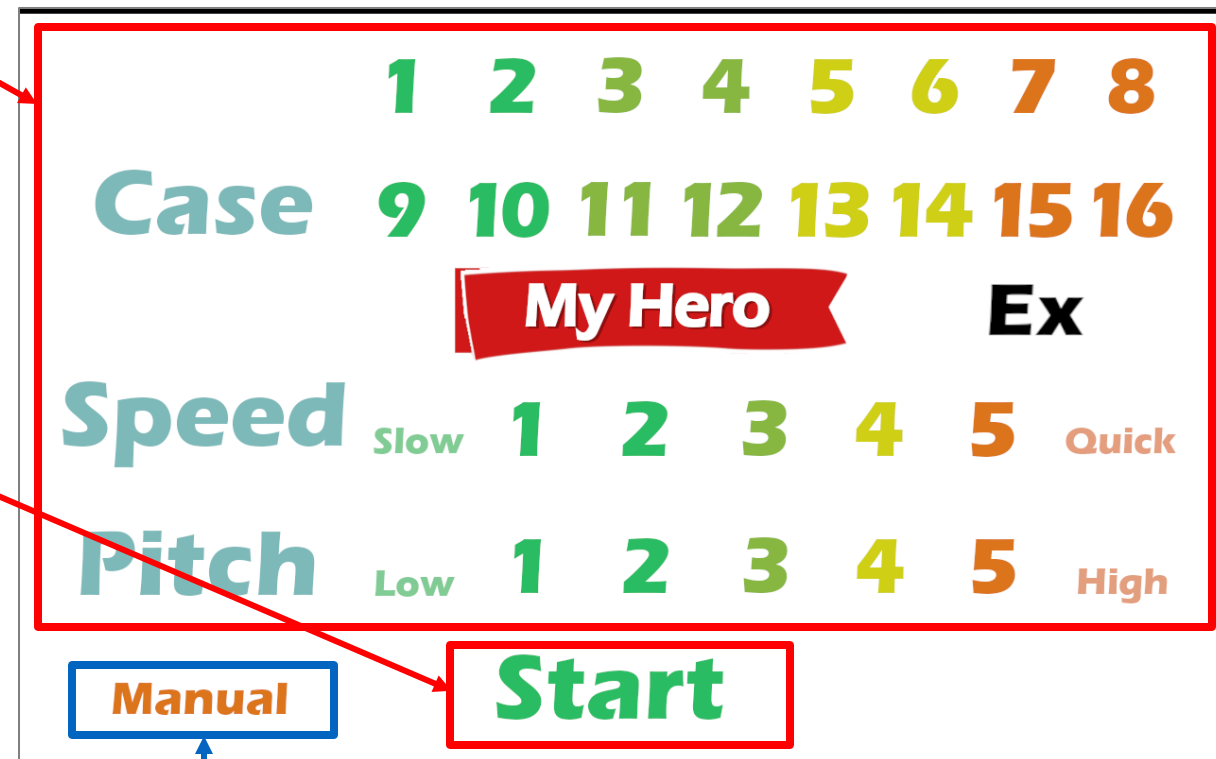 1 2 3 4 5 6 7 8
Case 9 10 11 12 13 14 15 16
My Hero Ex
Speed Slow 1 2 3 4 5 Quick
Pitch Low 1 2 3 4 5 High
Manual Start